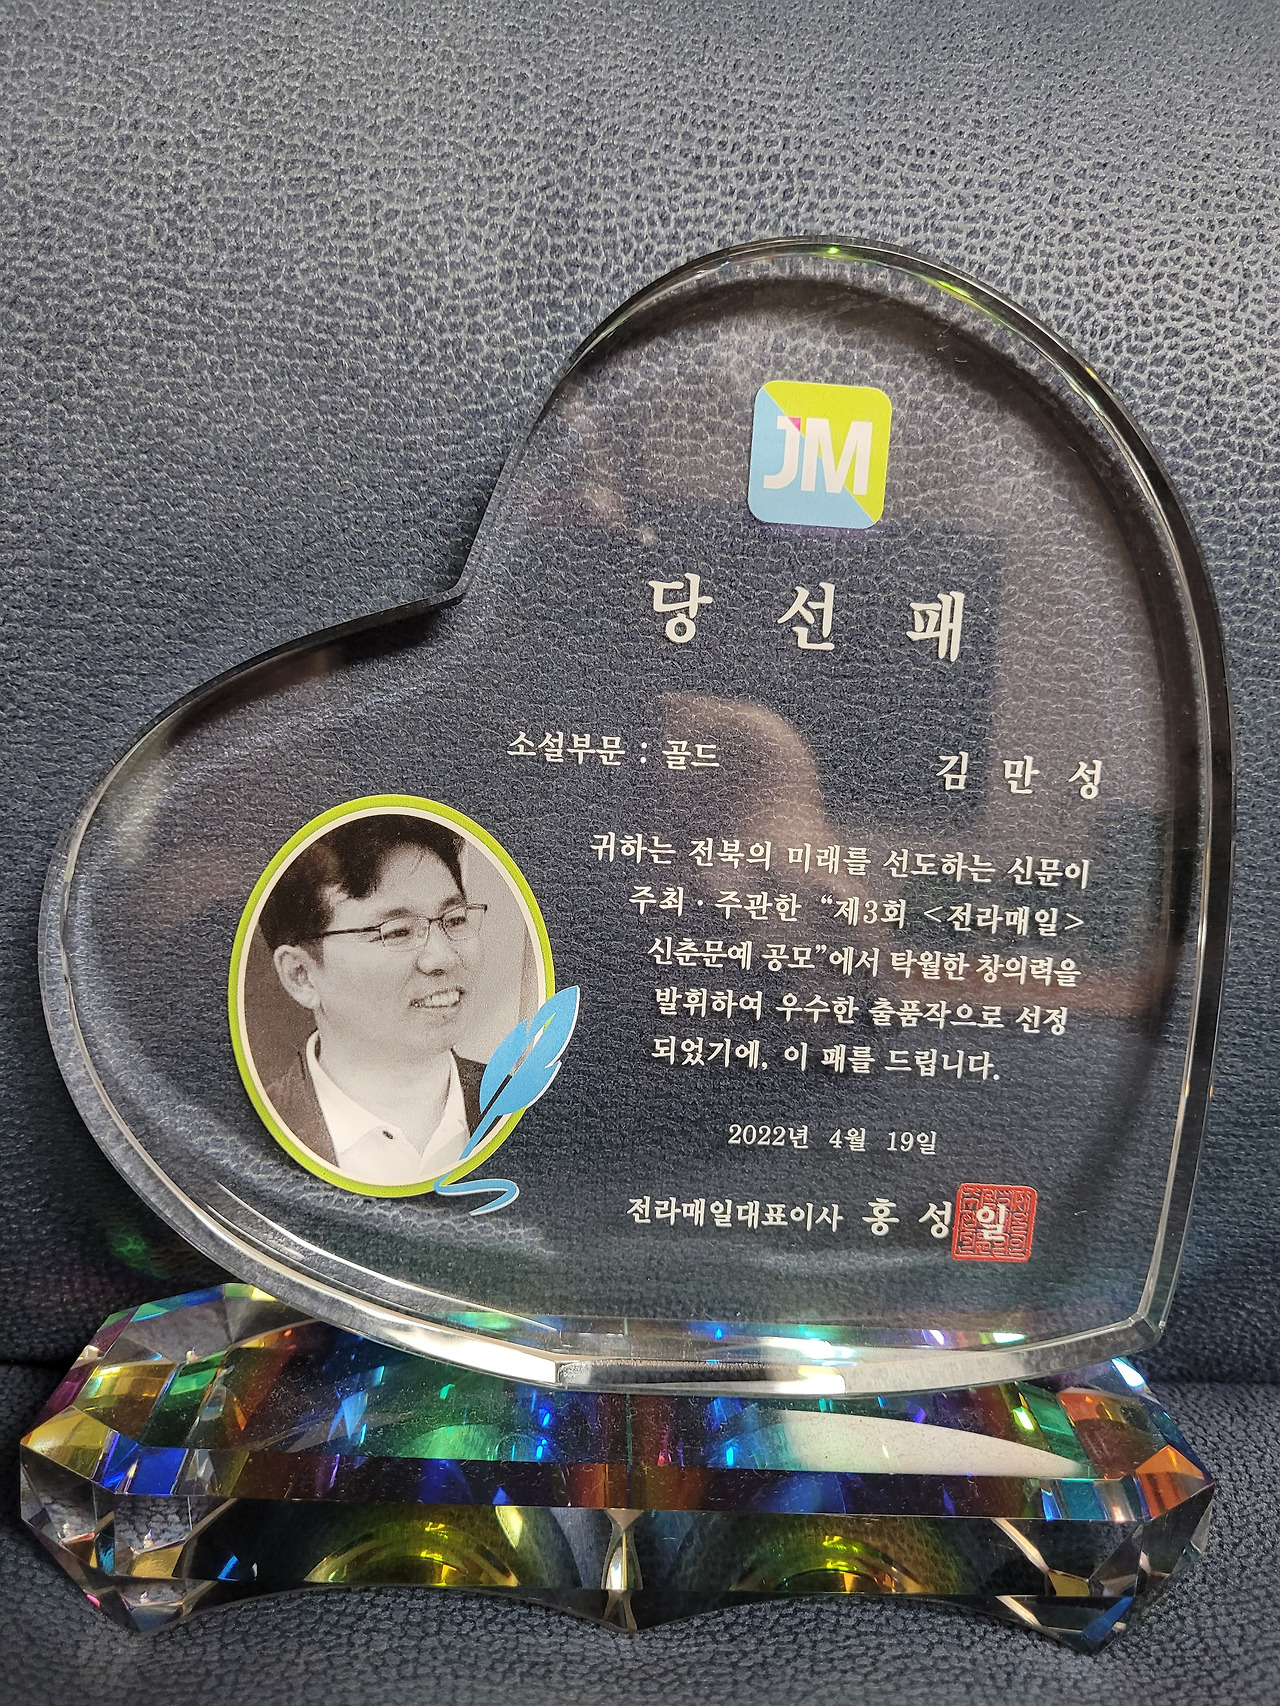 JM
당 선 패
소설부문 : 골드
김 만 성
귀하는 전북의 미래를 선도하는 신문이
주최·주관한 “제3회 <전라매일>
신춘문예 공모”에서 탁월한 창의력을
발휘하여 우수한 출품작으로 선정
되었기에, 이 패를 드립니다.
2022년 4월 19일
전라매일대표이사 홍 성 일